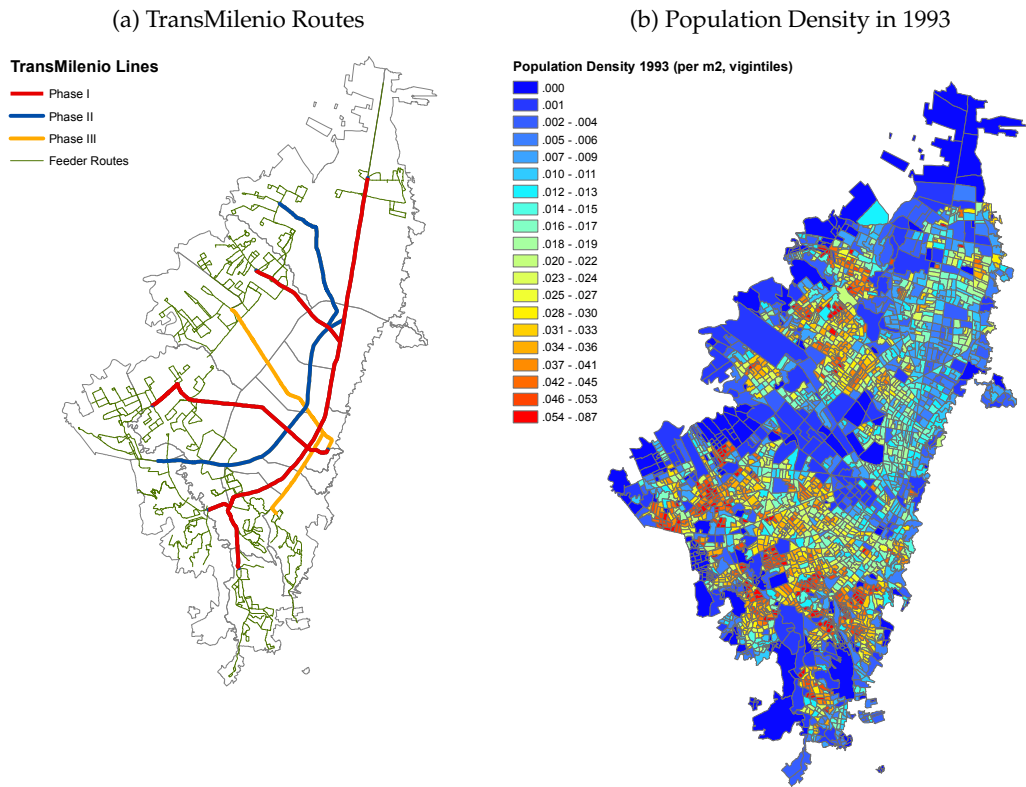 (a) TransMilenio Routes
TransMilenio Lines
Phase I
Phase II
Phase III
Feeder Routes
(b) Population Density in 1993
Population Density 1993 (per m2, vigintiles)
.000
.001
.002 - .004
.005 - .006
.007 - .009
.010 - .011
.012 - .013
.014 - .015
.016 - .017
.018 - .019
.020 - .022
.023 - .024
.025 - .027
.028 - .030
.031 - .033
.034 - .036
.037 - .041
.042 - .045
.046 - .053
.054 - .087